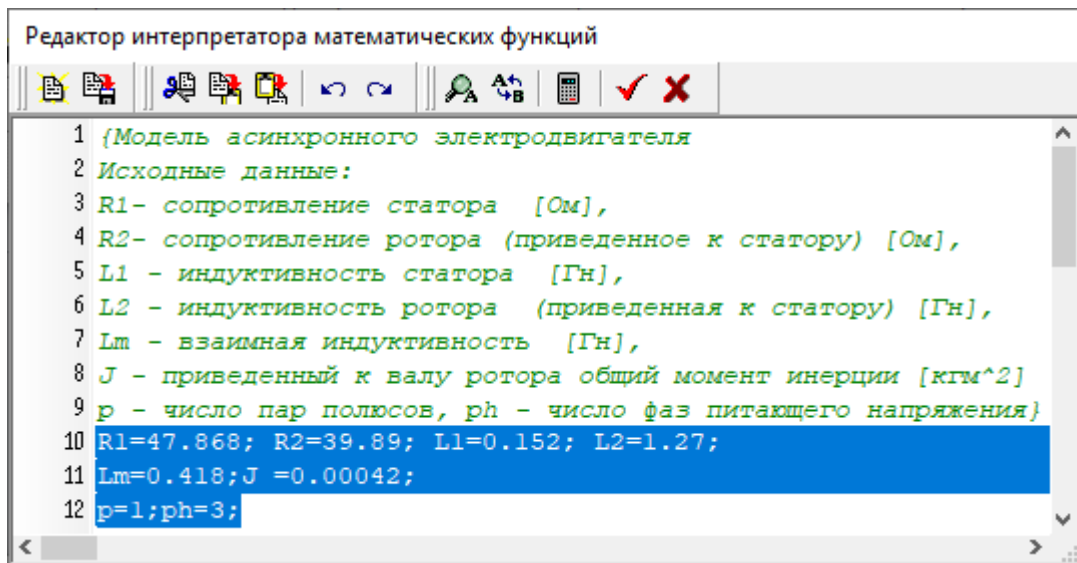 Редактор интерпретатора математических функций
1 {Модель асинхронного электродвигателя
2 Исходные данные:
3 R1- сопротивление статора [Ом],
4 R2- сопротивление ротора (приведенное к статору) [Ом],
5 L1 - индуктивность статора [Гн],
6 L2 - индуктивность ротора (приведенная к статору) [Гн],
7 Lm - взаимная индуктивность [Гн],
8 J - приведенный к валу ротора общий момент инерции [кгм^2]
9 p - число пар полюсов, ph - число фаз питающего напряжения}
10 R1=47.868; R2=39.89; L1=0.152; L2=1.27;
11 Lm=0.418;J =0.00042;
12 p=1;ph=3;